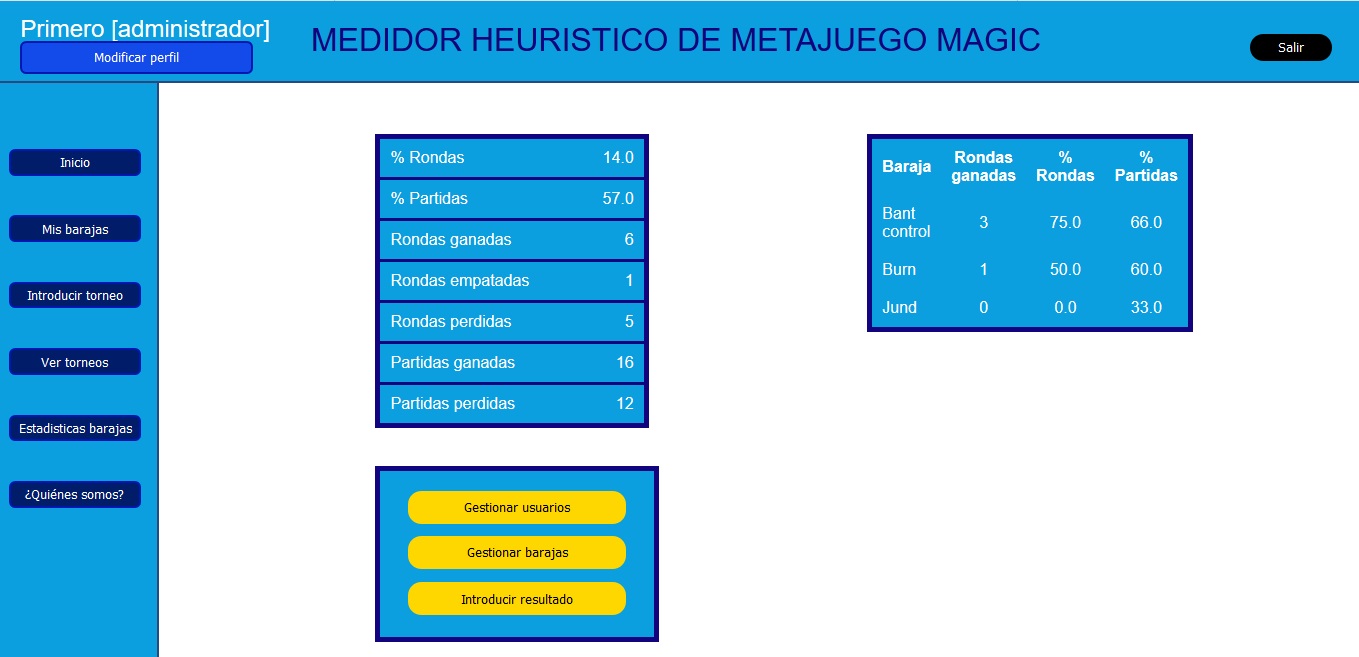 Primero [administrador]
Modificar perfil
MEDIDOR HEURISTICO DE METAJUEGO MAGIC
Salir
Inicio
Mis barajas
Introducir torneo
Ver torneos
Estadisticas barajas
¿Quiénes somos?
% Rondas 14.0
% Partidas 57.0
Rondas ganadas 6
Rondas empatadas 1
Rondas perdidas 5
Partidas ganadas 16
Partidas perdidas 12
Gestionar usuarios
Gestionar barajas
Introducir resultado
Baraja Rondas ganadas % Rondas % Partidas
Bant control 3 75.0 66.0
Burn 1 50.0 60.0
Jund 0 0.0 33.0